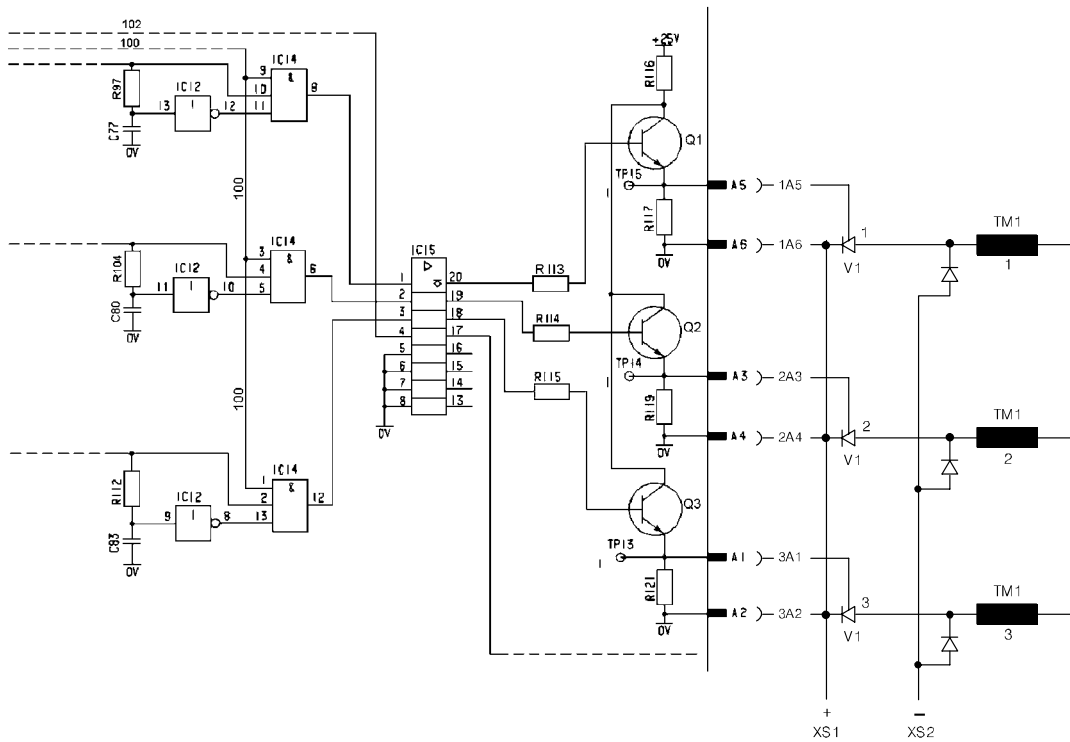 102
100
+25V
IC14
R116
R97
IC12
9
&
10
8
13
1
12
11
C77
0V
Q1
100
TP15
1
A5
1A5
R117
TM1
1
IC14
IC15
A6
1A6
0V
V1
1
R104
IC12
3
&
4
6
11
1
10
5
C80
0V
1
20
R113
2
19
3
18
R114
Q2
4
17
5
16
TP14
1
A3
2A3
6
15
R115
7
14
R119
8
13
2
TM1
100
0V
A4
2A4
0V
V1
2
IC14
R112
IC12
1
&
2
12
9
1
8
13
C83
0V
Q3
TP13
1
A1
3A1
R121
3
TM1
A2
3A2
0V
V1
3
+
−
XS1
XS2